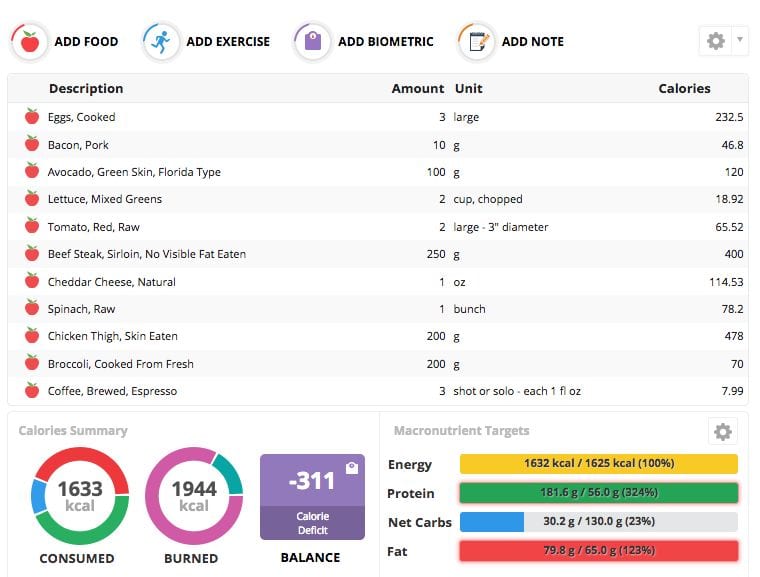 ADD FOOD ADD EXERCISE ADD BIOMETRIC ADD NOTE
Description Amount Unit Calories
Eggs, Cooked 3 large 232.5
Bacon, Pork 10 g 46.8
Avocado, Green Skin, Florida Type 100 g 120
Lettuce, Mixed Greens 2 cup, chopped 18.92
Tomato, Red, Raw 2 large - 3" diameter 65.52
Beef Steak, Sirloin, No Visible Fat Eaten 250 g 400
Cheddar Cheese, Natural 1 oz 114.53
Spinach, Raw 1 bunch 78.2
Chicken Thigh, Skin Eaten 200 g 478
Broccoli, Cooked From Fresh 200 g 70
Coffee, Brewed, Espresso 3 shot or solo - each 1 fl oz 7.99
Calories Summary
1633
kcal
CONSUMED
1944
kcal
BURNED
-311
Calorie
Deficit
BALANCE
Macronutrient Targets
Energy 1632 kcal / 1625 kcal (100%)
Protein 181.6 g / 56.0 g (324%)
Net Carbs 30.2 g / 130.0 g (23%)
Fat 79.8 g / 65.0 g (123%)